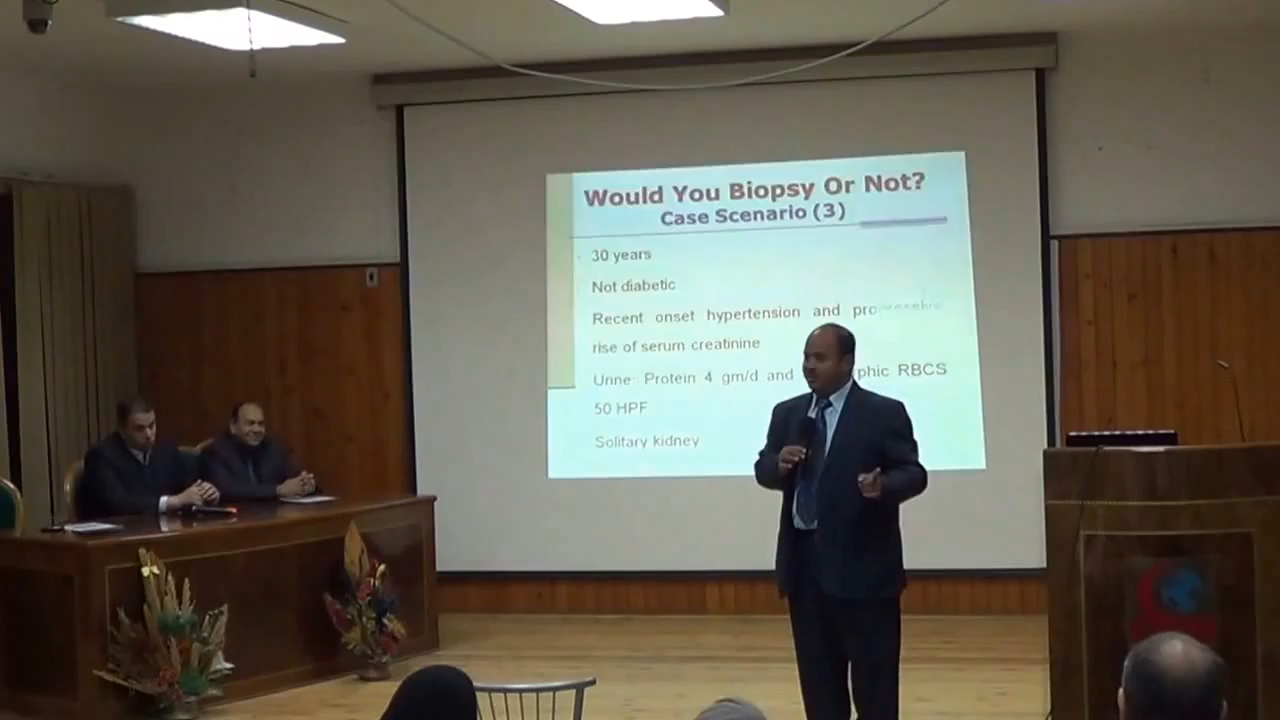 Would You Biopsy Or Not?
Case Scenario (3)
30 years
Not diabetic
Recent onset hypertension and
rise of serum creatinine
Urine: Protein 4 gm/d and RBCS
50 HPF
Solitary kidney